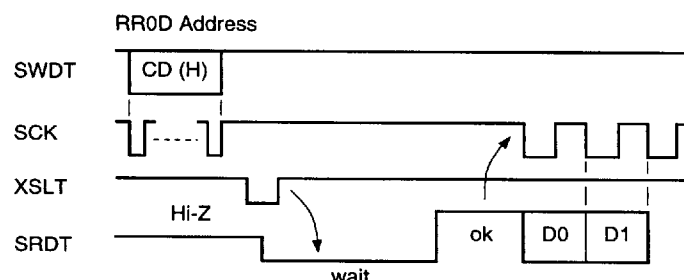 RR0D Address
SWDT CD (H)
SCK
XSLT
Hi-Z
SRDT ok D0 D1
wait